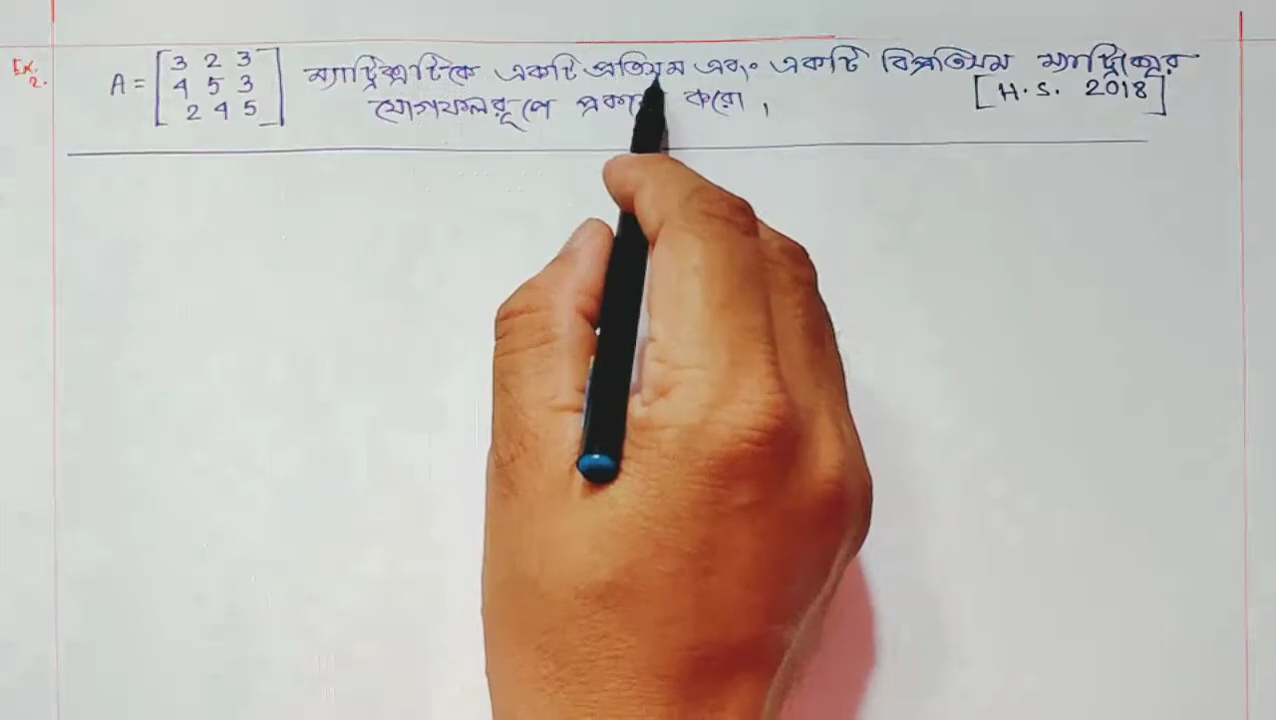 Ex. 2.
A = [ 3 2 3 ম্যাট্রিক্সটিকে একটি প্রতিসম এবং একটি বিপ্রতিসম ম্যাট্রিক্সের
4 5 3
2 4 5 ] যোগফলরূপে প্রকাশ করো। [H.S. 2018]